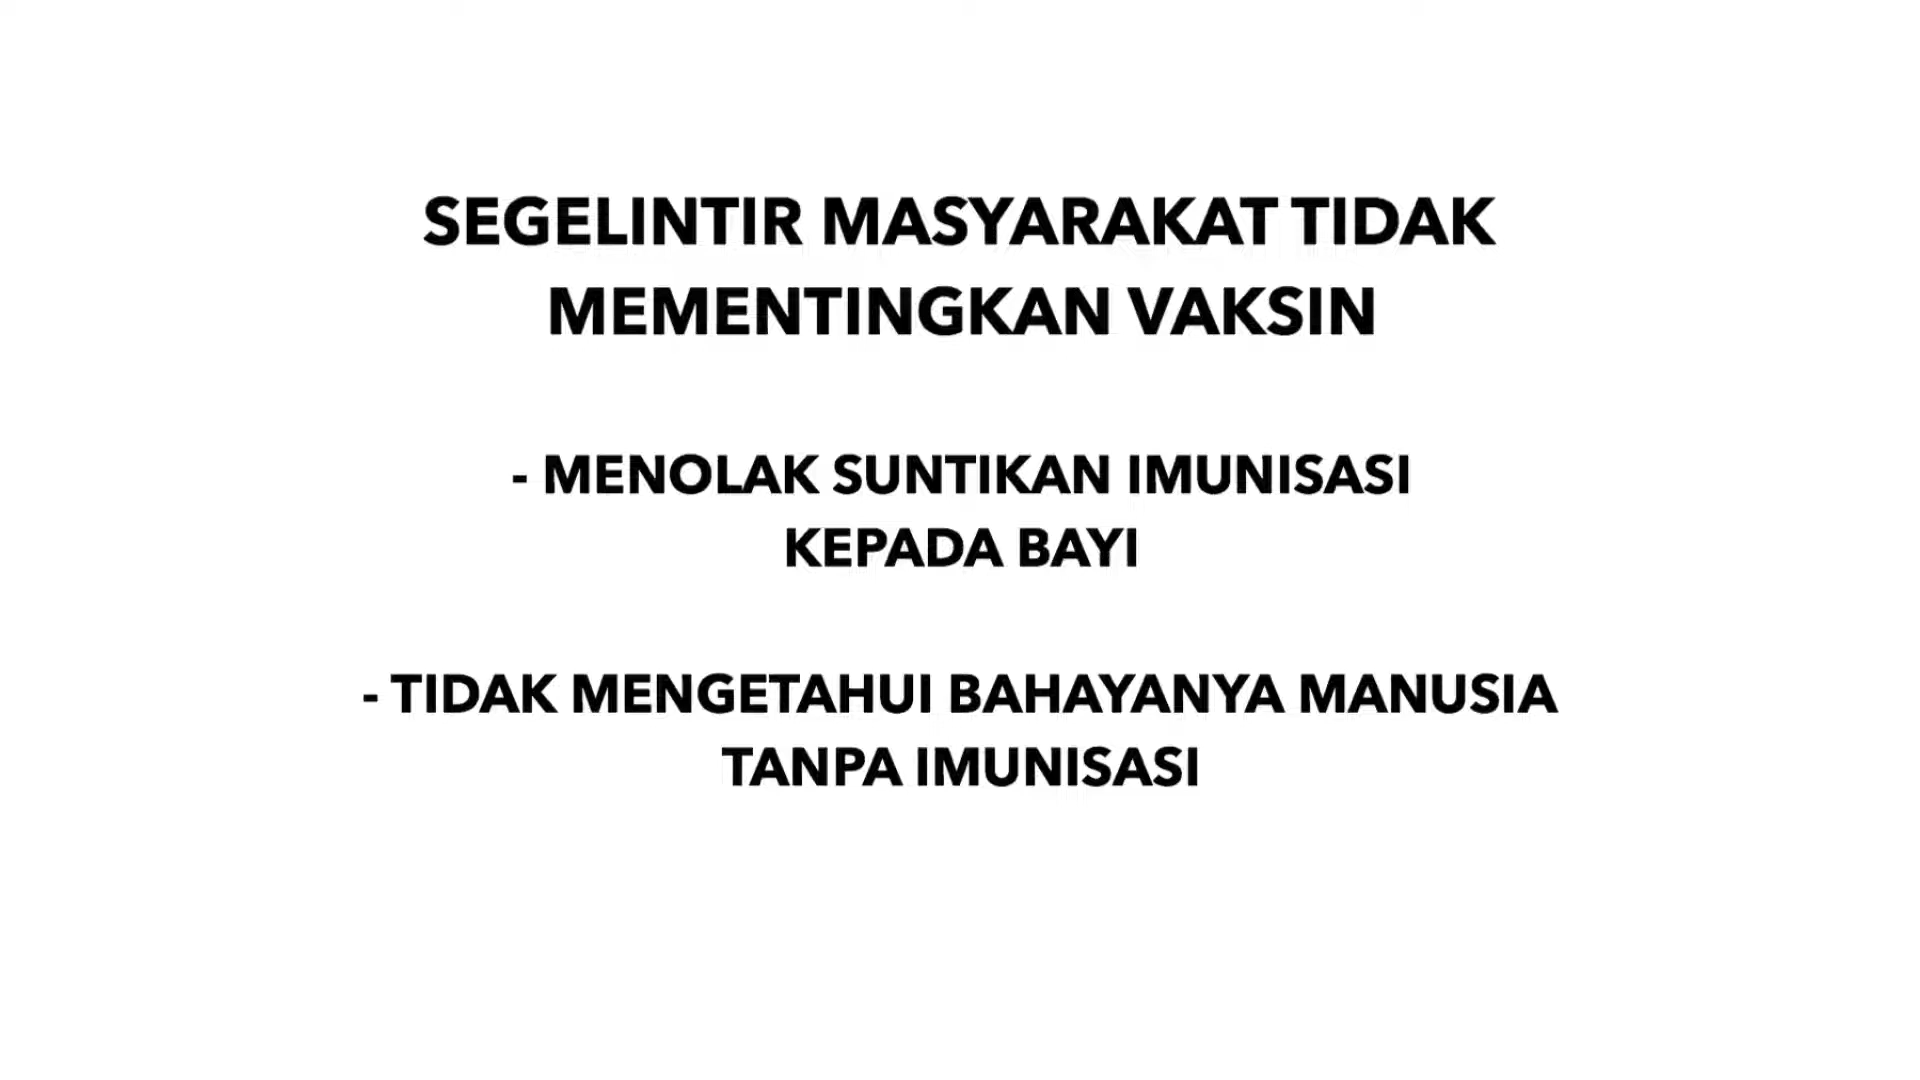 SEGELINTIR MASYARAKAT TIDAK
MEMENTINGKAN VAKSIN
- MENOLAK SUNTIKAN IMUNISASI
KEPADA BAYI
- TIDAK MENGETAHUI BAHAYANYA MANUSIA
TANPA IMUNISASI